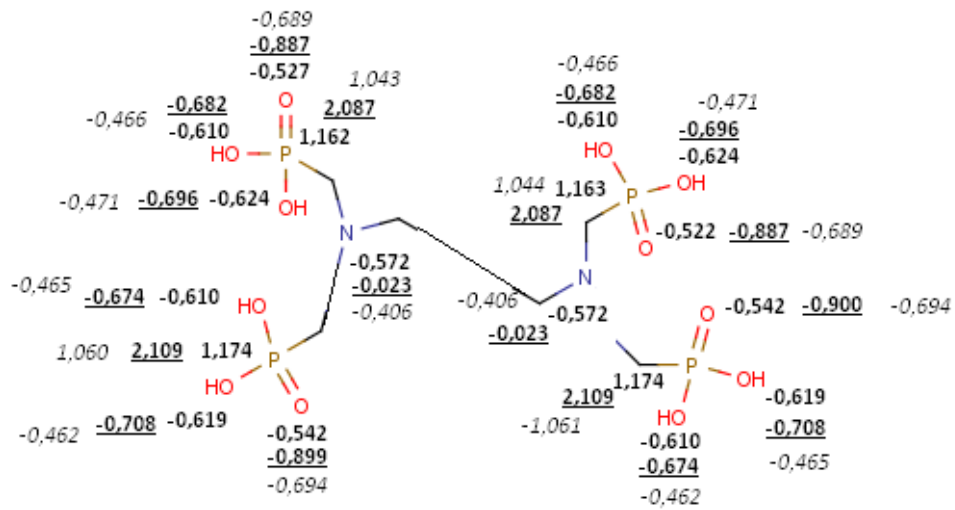 -0,689
-0,887
-0,527
1,043
O 2,087
-0,466 -0,682
-0,610 P 1,162
HO
-0,471 -0,696 -0,624 OH
N
-0,572
-0,023
-0,406
-0,465 -0,674 -0,610
HO
1,060 2,109 1,174
P
HO
-0,462 -0,708 -0,619 O
-0,542
-0,899
-0,694
-0,466
-0,682
-0,610
-0,471
-0,696
-0,624
HO
OH
1,044 1,163 P
2,087
O -0,522 -0,887 -0,689
N
-0,406 -0,572
-0,023
O -0,542 -0,900 -0,694
P
1,174 OH
2,109
-1,061
HO -0,619
-0,610 -0,708
-0,674 -0,465
-0,462